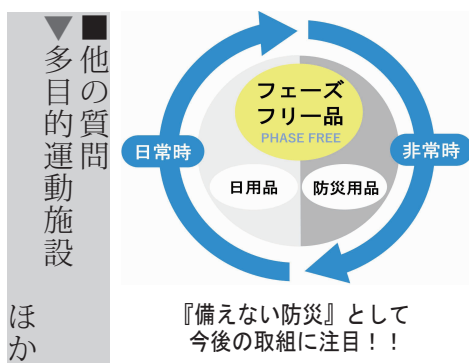 ■他の質問
▼多目的運動施設
ほか
フェーズ
フリー品
PHASE FREE
日常時
非常時
日用品
防災用品
『備えない防災』として
今後の取組に注目！！